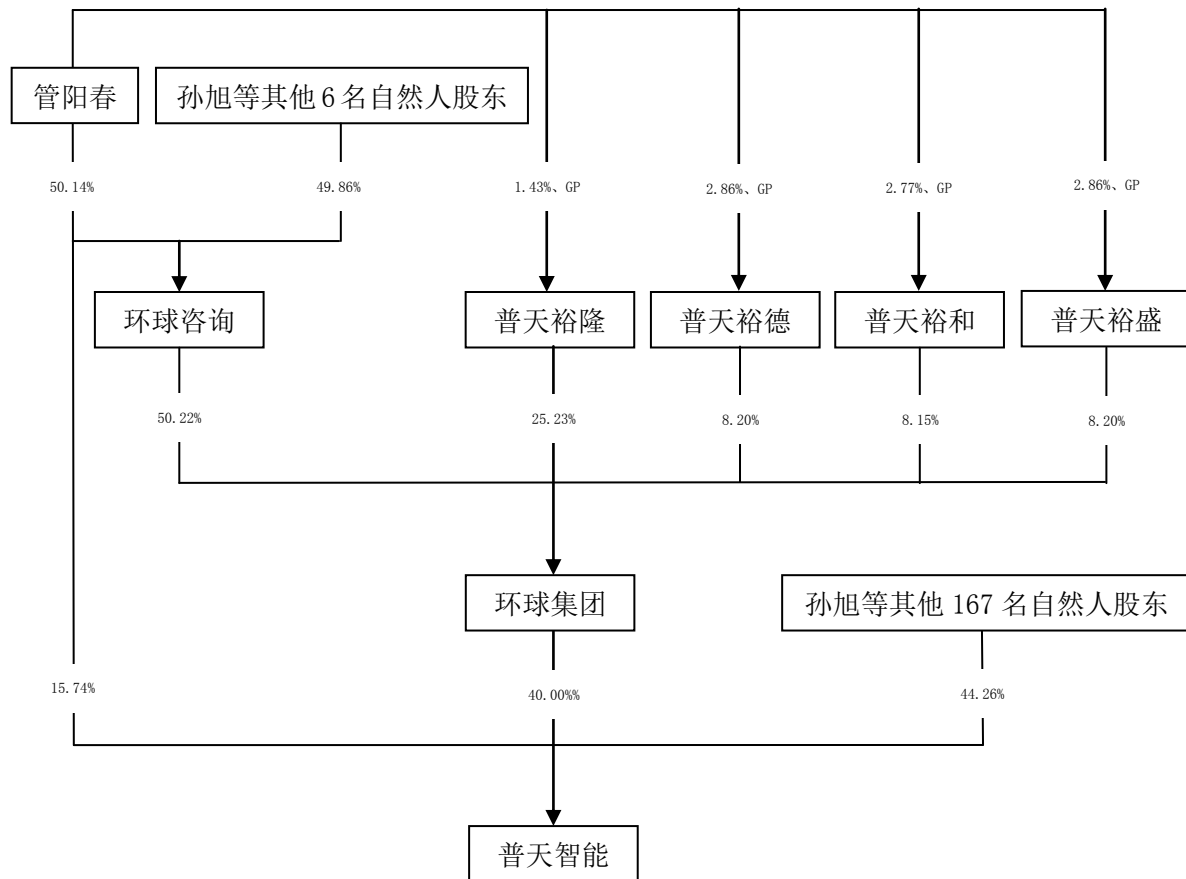 管阳春
孙旭等其他 6 名自然人股东
50.14%
49.86%
1.43%、GP
2.86%、GP
2.77%、GP
2.86%、GP
环球咨询
普天裕隆
普天裕德
普天裕和
普天裕盛
50.22%
25.23%
8.20%
8.15%
8.20%
环球集团
孙旭等其他 167 名自然人股东
15.74%
40.00%%
44.26%
普天智能